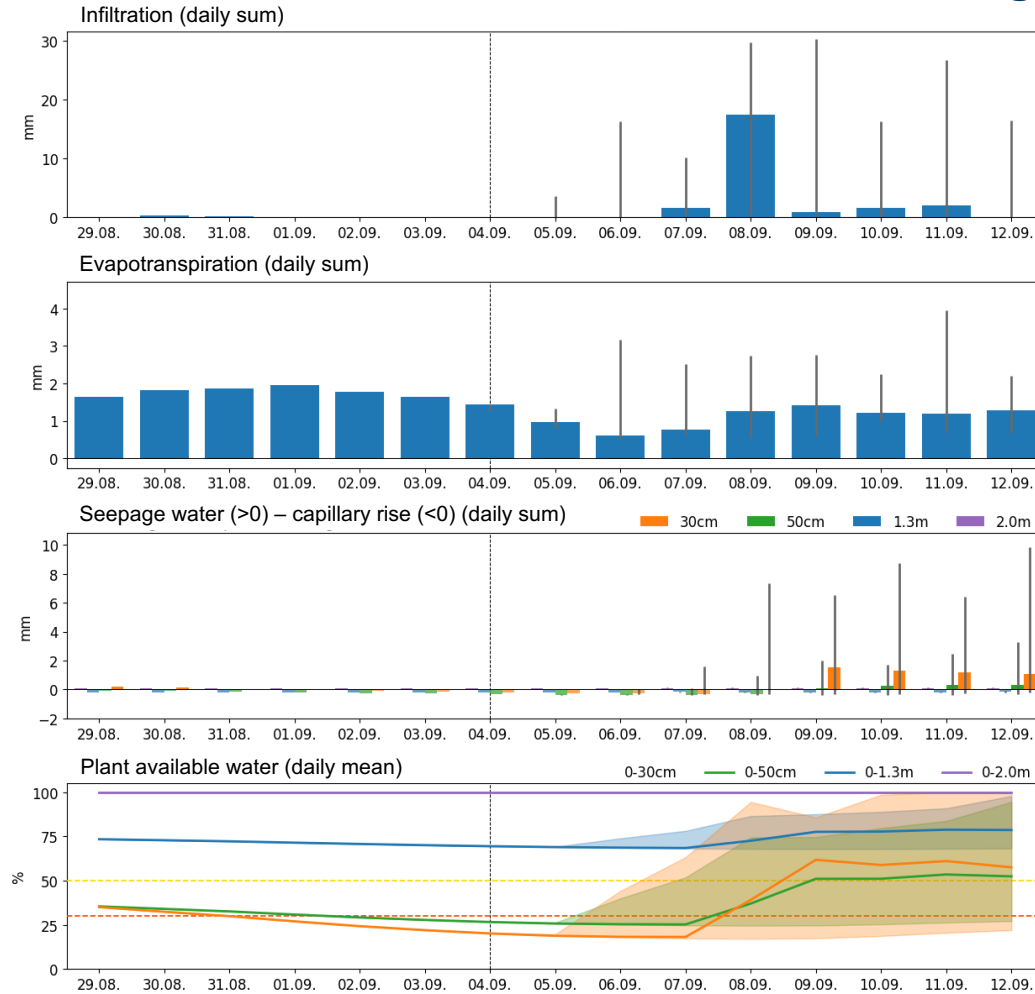 Infiltration (daily sum)
30
20
10
0
mm
29.08. 30.08. 31.08. 01.09. 02.09. 03.09. 04.09. 05.09. 06.09. 07.09. 08.09. 09.09. 10.09. 11.09. 12.09.
Evapotranspiration (daily sum)
4
3
2
1
0
mm
29.08. 30.08. 31.08. 01.09. 02.09. 03.09. 04.09. 05.09. 06.09. 07.09. 08.09. 09.09. 10.09. 11.09. 12.09.
Seepage water (>0) – capillary rise (<0) (daily sum) 30cm 50cm 1.3m 2.0m
10
8
6
4
2
0
−2
mm
29.08. 30.08. 31.08. 01.09. 02.09. 03.09. 04.09. 05.09. 06.09. 07.09. 08.09. 09.09. 10.09. 11.09. 12.09.
Plant available water (daily mean) 0-30cm 0-50cm 0-1.3m 0-2.0m
100
75
50
25
0
%
29.08. 30.08. 31.08. 01.09. 02.09. 03.09. 04.09. 05.09. 06.09. 07.09. 08.09. 09.09. 10.09. 11.09. 12.09.